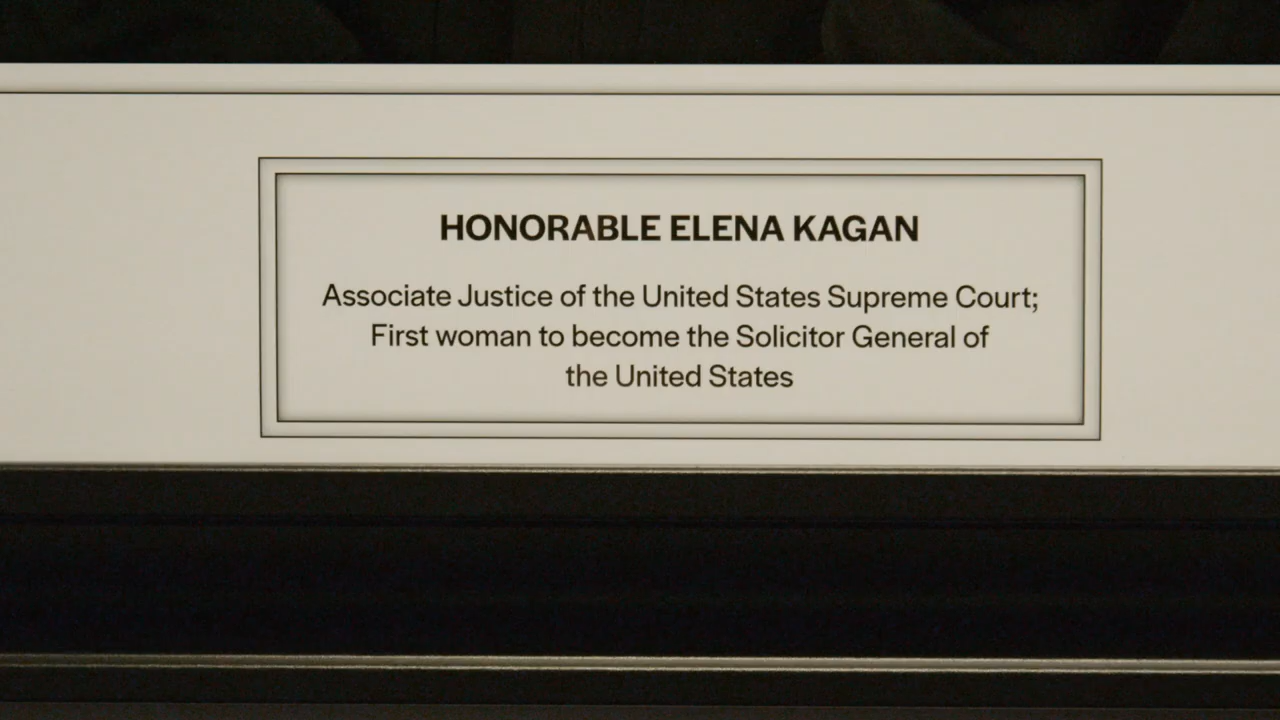 HONORABLE ELENA KAGAN
Associate Justice of the United States Supreme Court;
First woman to become the Solicitor General of
the United States